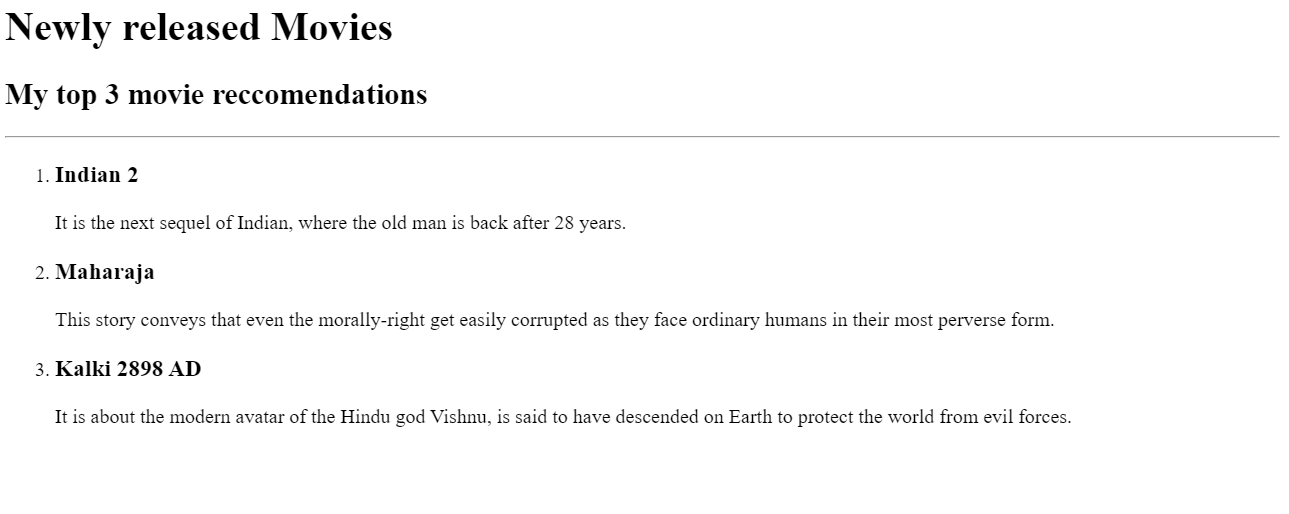 Newly released Movies
My top 3 movie reccomendations
1. Indian 2
It is the next sequel of Indian, where the old man is back after 28 years.
2. Maharaja
This story conveys that even the morally-right get easily corrupted as they face ordinary humans in their most perverse form.
3. Kalki 2898 AD
It is about the modern avatar of the Hindu god Vishnu, is said to have descended on Earth to protect the world from evil forces.